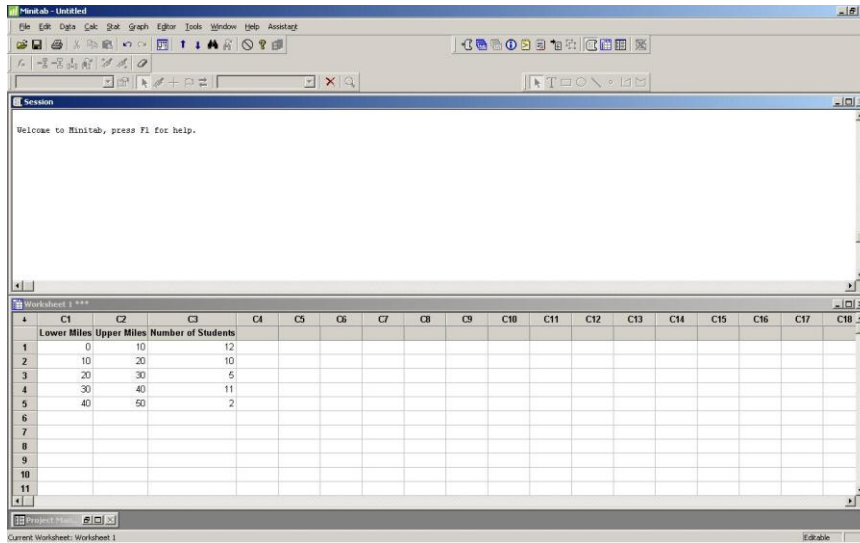 Minitab - Untitled
File Edit Data Calc Stat Graph Editor Tools Window Help Assistant
Session
Welcome to Minitab, press F1 for help.
Worksheet 1 ***
C1 C2 C3 C4 C5 C6 C7 C8 C9 C10 C11 C12 C13 C14 C15 C16 C17 C18
Lower Miles Upper Miles Number of Students
1 0 10 12
2 10 20 10
3 20 30 5
4 30 40 11
5 40 50 2
6
7
8
9
10
11
Project Man...
Current Worksheet: Worksheet 1 Editable